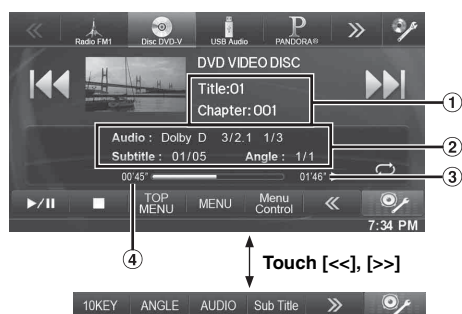 Radio FM1 Disc DVD-V USB Audio PANDORA®
DVD VIDEO DISC
Title:01
Chapter: 001
Audio : Dolby D 3/2.1 1/3
Subtitle : 01/05 Angle : 1/1
00'45" 01'46"
TOP MENU MENU Menu Control
7:34 PM
1
2
3
4
Touch [<<], [>>]
10KEY ANGLE AUDIO Sub Title